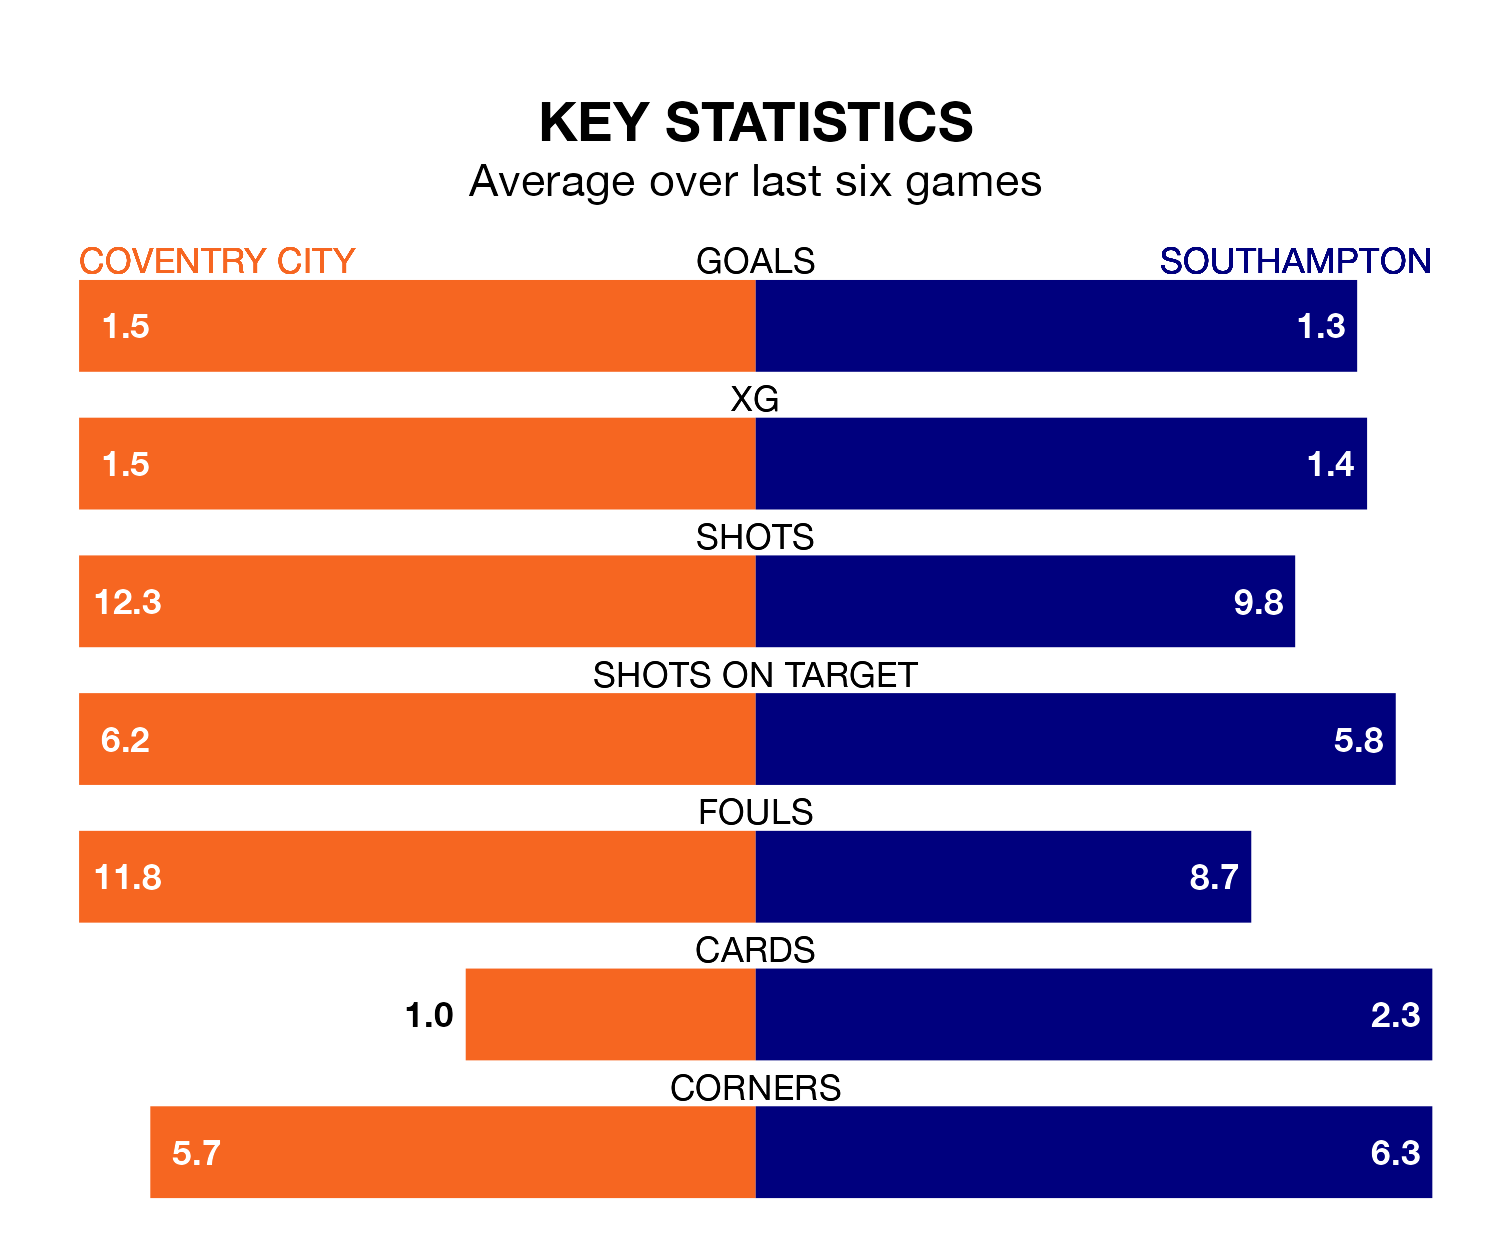 KEY STATISTICS
Average over last six games
COVENTRY CITY GOALS SOUTHAMPTON
1.5 1.3
XG
1.5 1.4
SHOTS
12.3 9.8
SHOTS ON TARGET
6.2 5.8
FOULS
11.8 8.7
CARDS
1.0 2.3
CORNERS
5.7 6.3